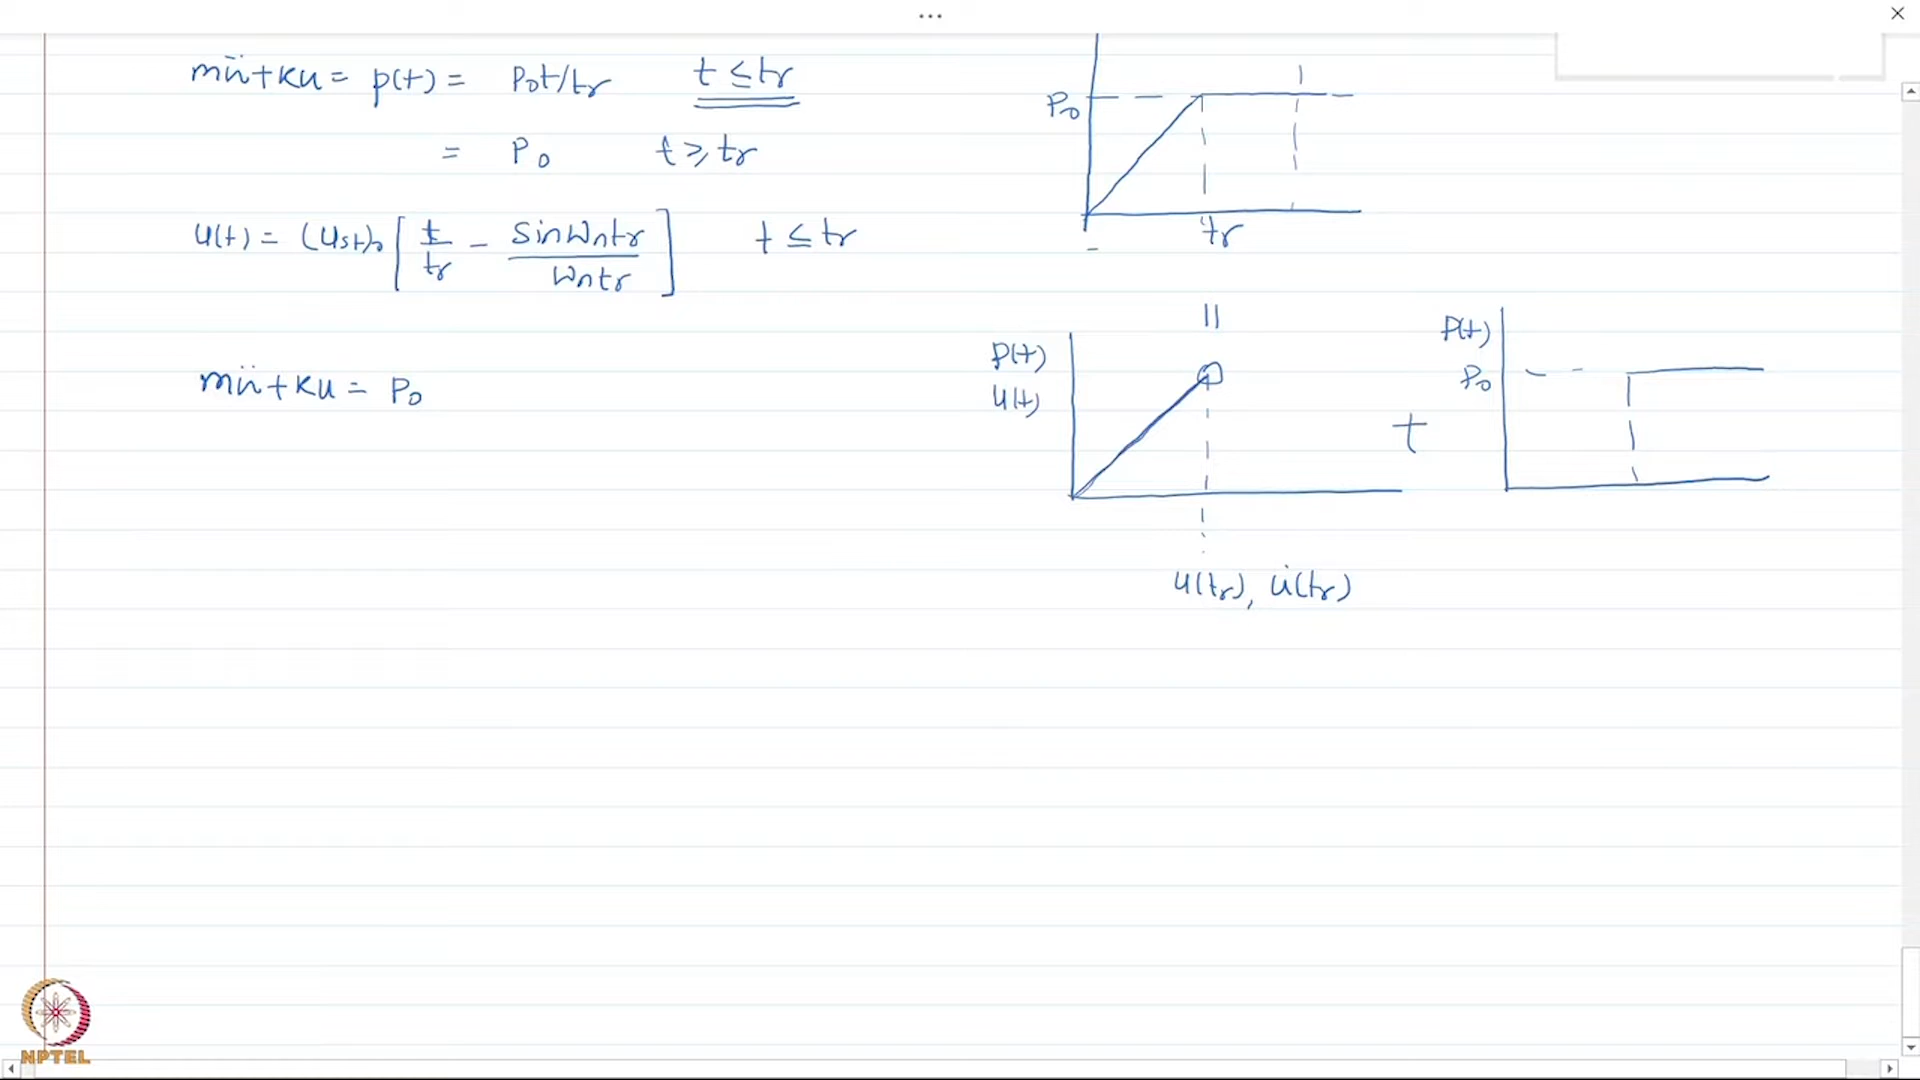 mü+ku = p(t) = P₀t/tr t ≤ tr
= P₀ t ≥ tr
P₀
tr
u(t) = (ust)₀ [ t/tr - sinωntr/ωntr ] t ≤ tr
mü+ku = P₀
p(t)
u(t)
t
P(t)
P₀
u(tr), u̇(tr)
NPTEL